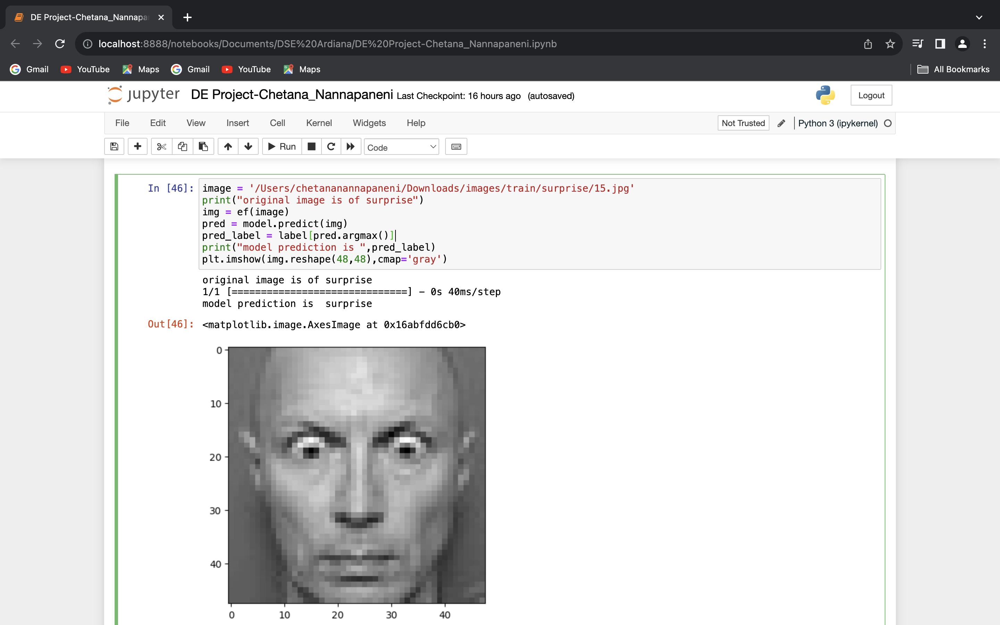 DE Project-Chetana_Nannapa
localhost:8888/notebooks/Documents/DSE%20Ardiana/DE%20Project-Chetana_Nannapaneni.ipynb
Gmail YouTube Maps Gmail YouTube Maps All Bookmarks
jupyter DE Project-Chetana_Nannapaneni Last Checkpoint: 16 hours ago (autosaved) Logout
File Edit View Insert Cell Kernel Widgets Help Not Trusted Python 3 (ipykernel)
Run Code
In [46]: image = '/Users/chetananannapaneni/Downloads/images/train/surprise/15.jpg'
print("original image is of surprise")
img = ef(image)
pred = model.predict(img)
pred_label = label[pred.argmax()]
print("model prediction is ",pred_label)
plt.imshow(img.reshape(48,48),cmap='gray')
original image is of surprise
1/1 [==============================] - 0s 40ms/step
model prediction is  surprise
Out[46]: <matplotlib.image.AxesImage at 0x16abfdd6cb0>
0
10
20
30
40
0 10 20 30 40